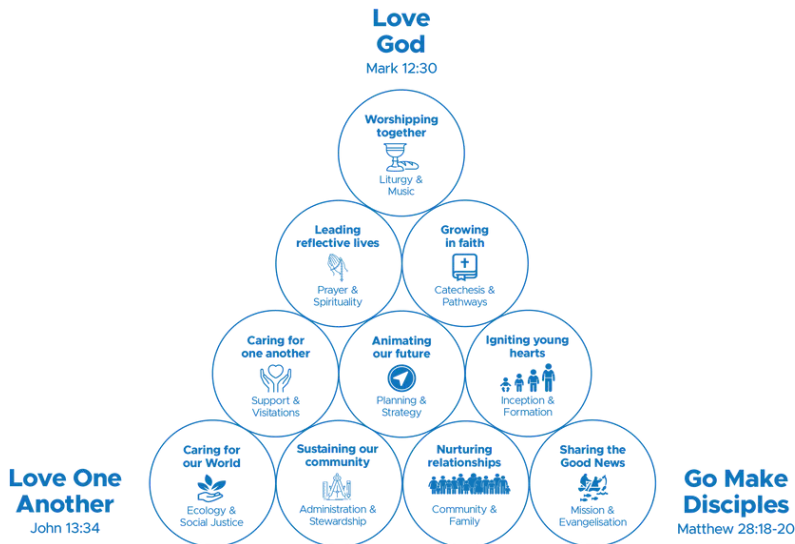 Love
God
Mark 12:30
Worshipping
together
Liturgy &
Music
Leading
reflective lives
Prayer &
Spirituality
Growing
in faith
Catechesis &
Pathways
Caring for
one another
Support &
Visitations
Animating
our future
Planning &
Strategy
Igniting young
hearts
Inception &
Formation
Caring for
our World
Ecology &
Social Justice
Sustaining our
community
Administration &
Stewardship
Nurturing
relationships
Community &
Family
Sharing the
Good News
Mission &
Evangelisation
Love One
Another
John 13:34
Go Make
Disciples
Matthew 28:18-20